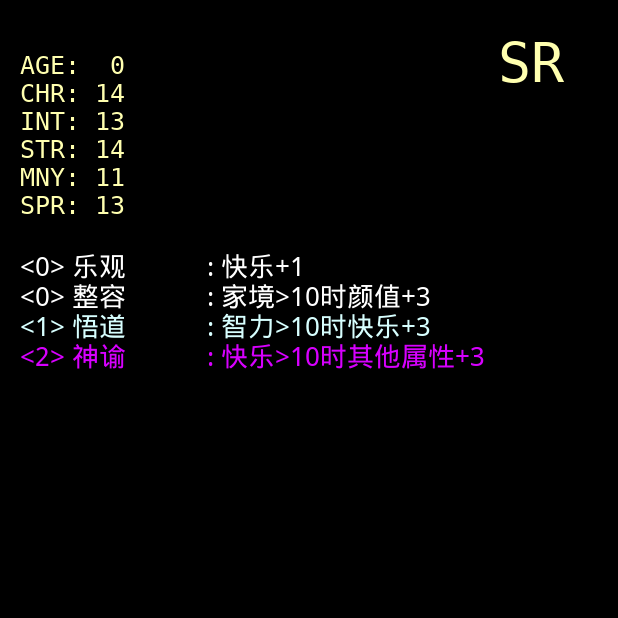 SR
AGE:  0
CHR: 14
INT: 13
STR: 14
MNY: 11
SPR: 13
<0> 乐观 : 快乐+1
<0> 整容 : 家境>10时颜值+3
<1> 悟道 : 智力>10时快乐+3
<2> 神谕 : 快乐>10时其他属性+3